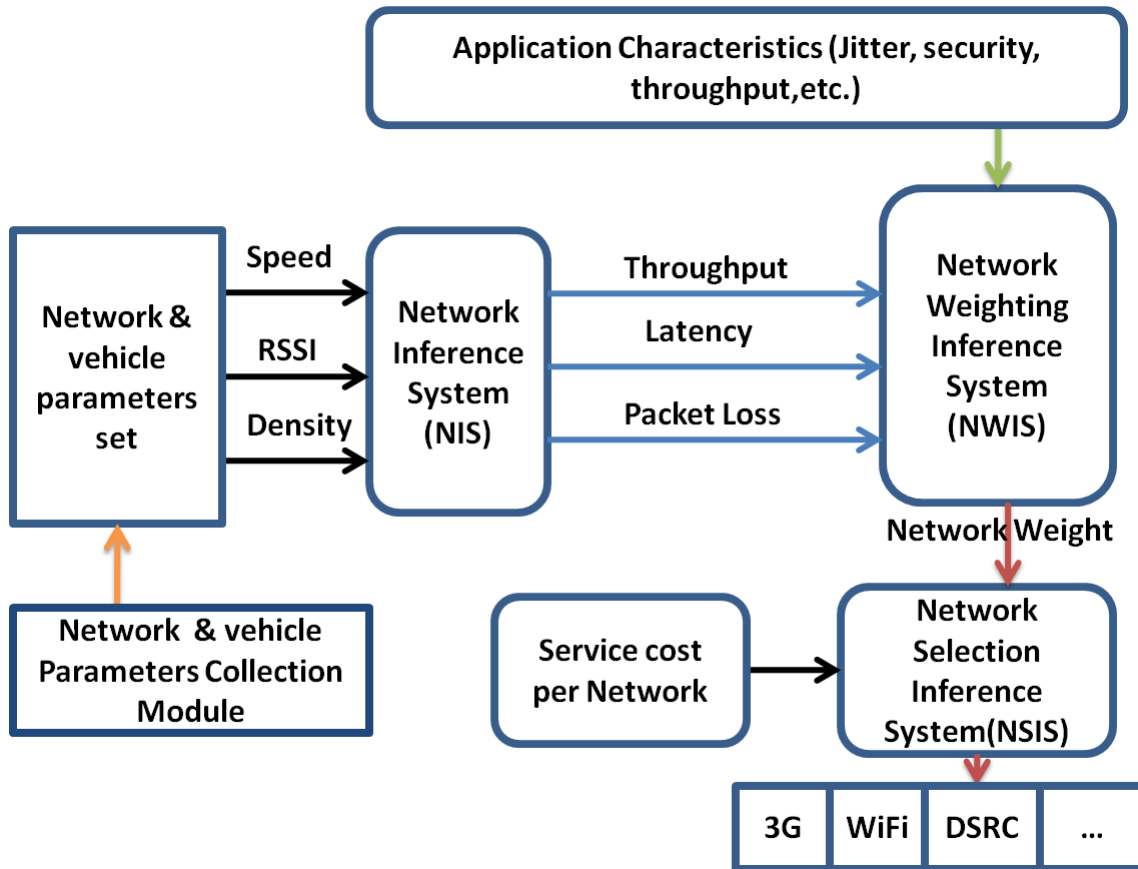 Application Characteristics (Jitter, security,
throughput,etc.)
Network &
vehicle
parameters
set
Speed
RSSI
Density
Network
Inference
System
(NIS)
Throughput
Latency
Packet Loss
Network
Weighting
Inference
System
(NWIS)
Network Weight
Network & vehicle
Parameters Collection
Module
Service cost
per Network
Network
Selection
Inference
System(NSIS)
3G WiFi DSRC ...